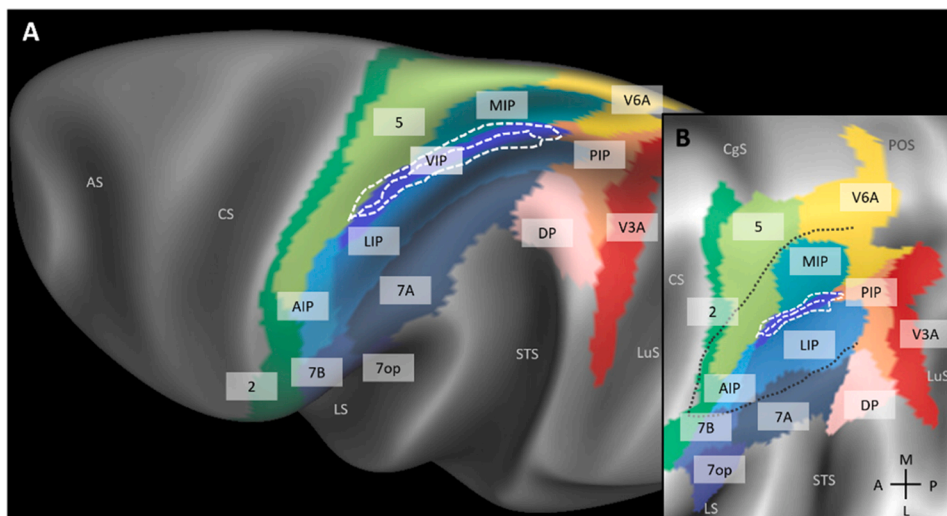 A
MIP
V6A
5
VIP
PIP
AS
CS
LIP
DP
V3A
7A
AIP
STS
LuS
2
7B
7op
LS
B
CgS
POS
V6A
5
MIP
CS
PIP
2
LIP
V3A
AIP
LuS
7A
DP
7B
7op
STS
M
A P
L
LS